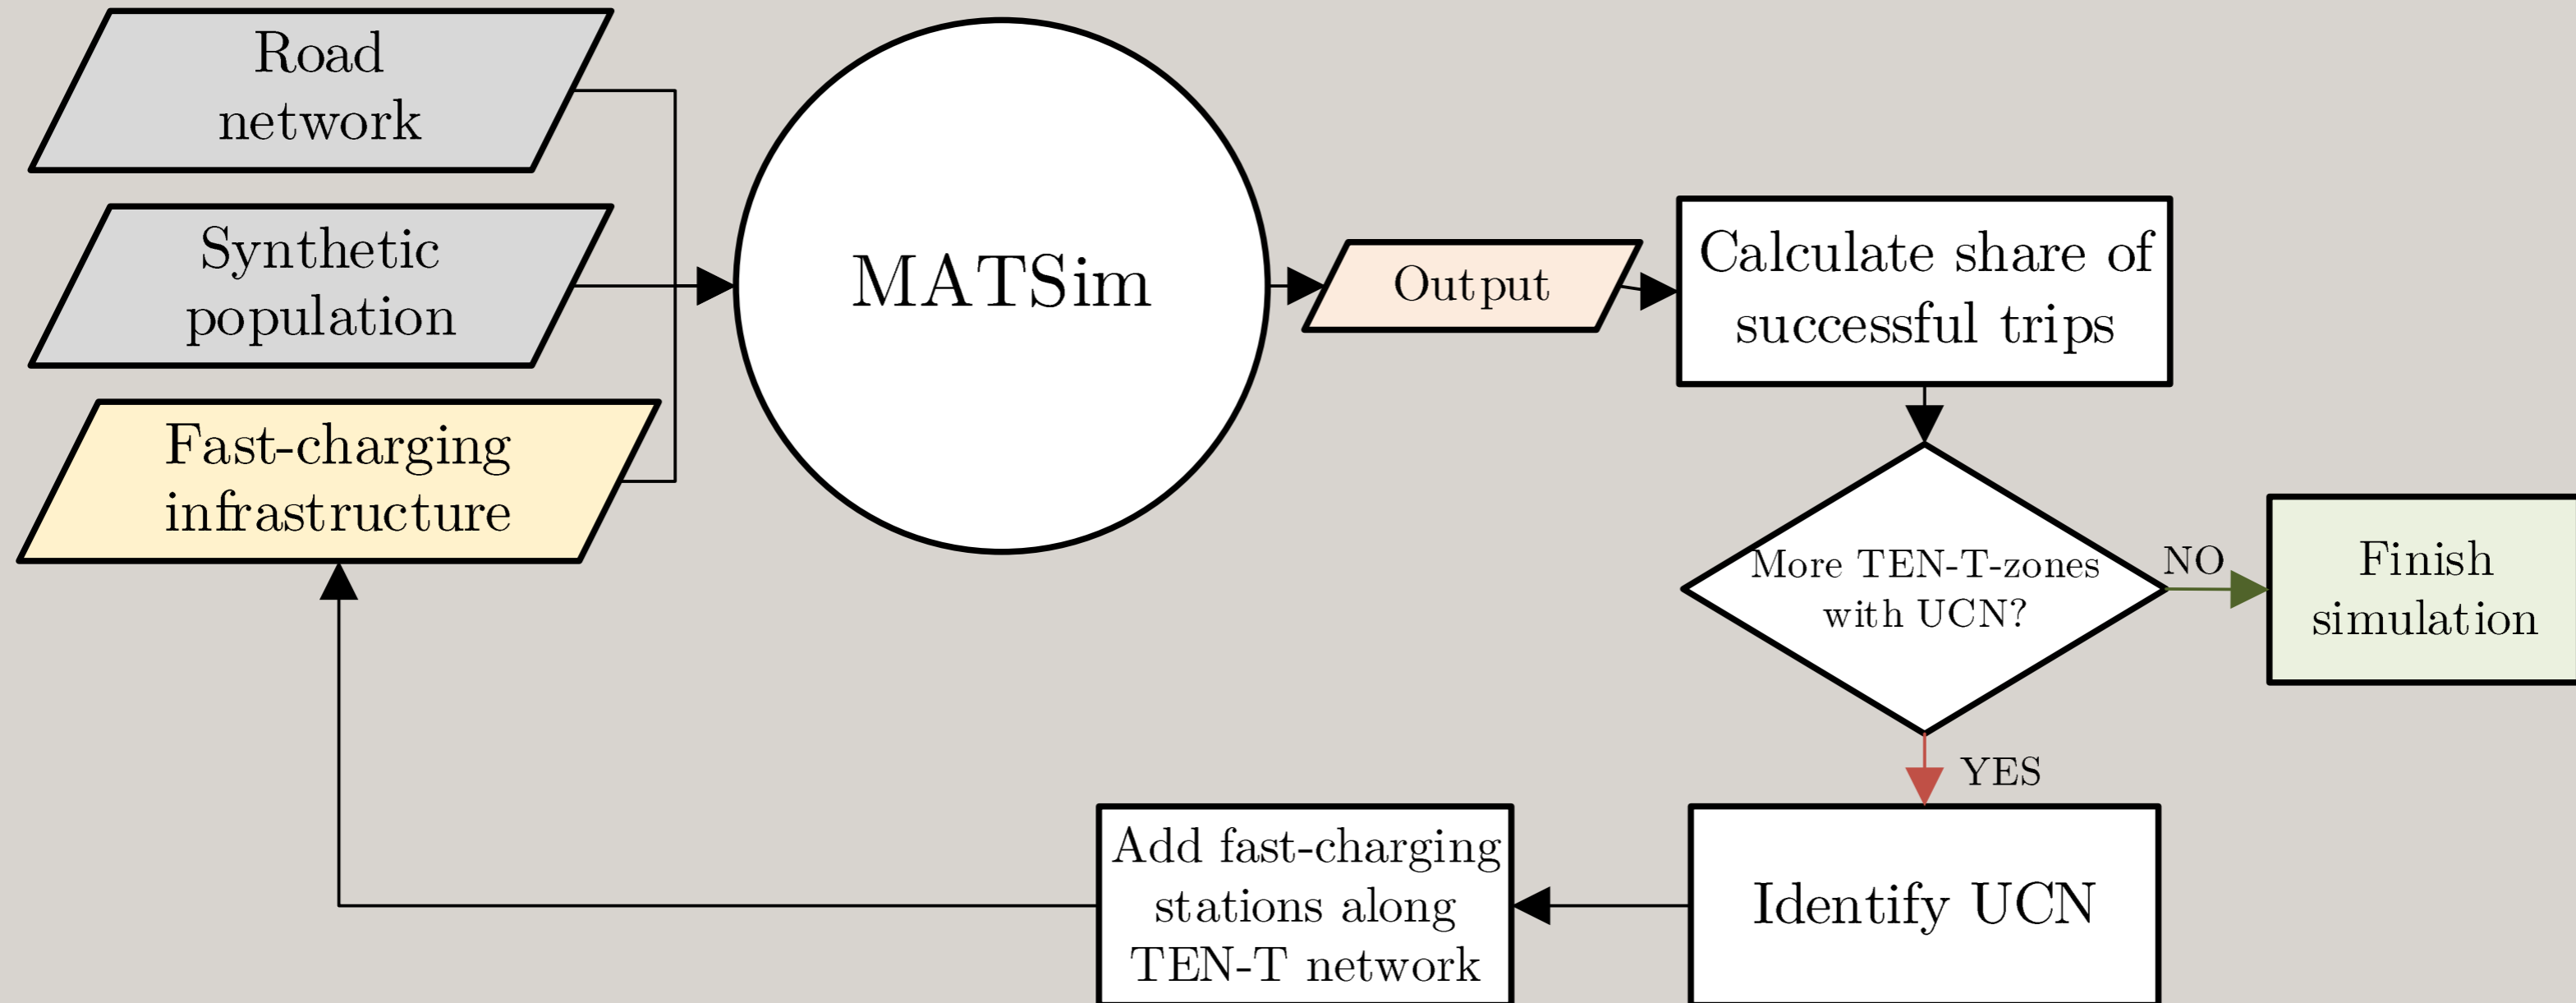 Road
network
Synthetic
population
Fast-charging
infrastructure
MATSim
Output
Calculate share of
successful trips
More TEN-T-zones
with UCN?
NO
Finish
simulation
YES
Identify UCN
Add fast-charging
stations along
TEN-T network